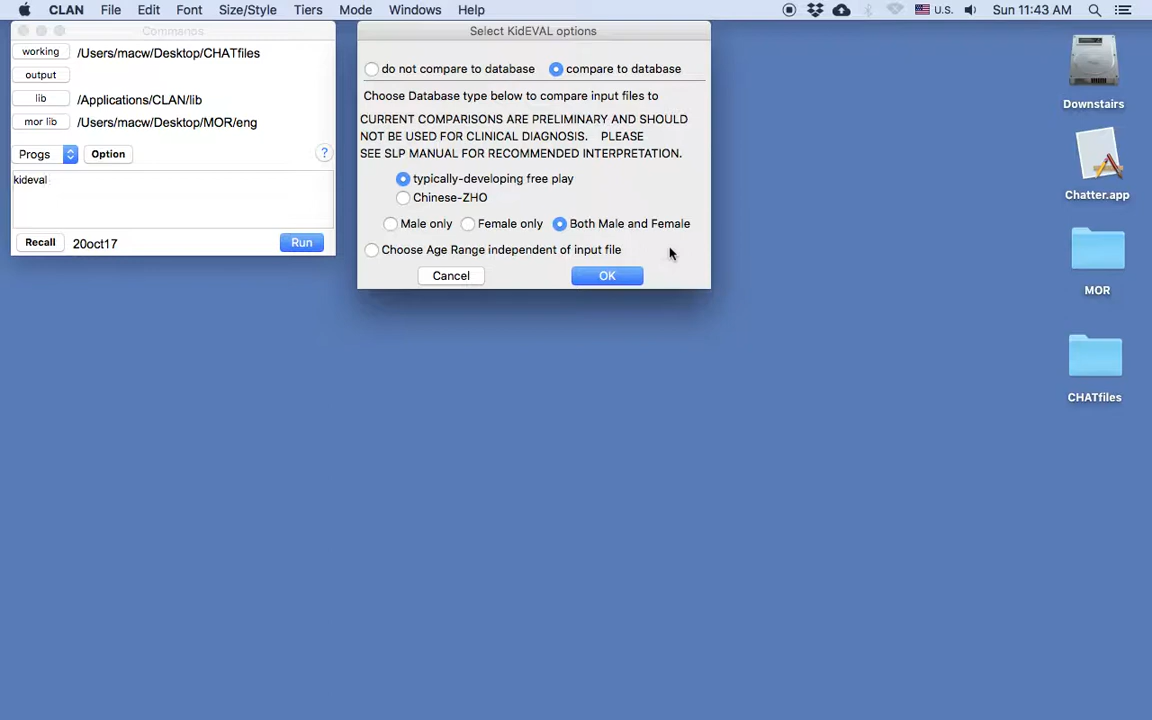 CLAN File Edit Font Size/Style Tiers Mode Windows Help U.S. Sun 11:43 AM
Commands
working /Users/macw/Desktop/CHATfiles
output
lib /Applications/CLAN/lib
mor lib /Users/macw/Desktop/MOR/eng
Progs Option ?
kideval
Recall 20oct17 Run
Select KidEVAL options
do not compare to database compare to database
Choose Database type below to compare input files to
CURRENT COMPARISONS ARE PRELIMINARY AND SHOULD
NOT BE USED FOR CLINICAL DIAGNOSIS. PLEASE
SEE SLP MANUAL FOR RECOMMENDED INTERPRETATION.
typically-developing free play
Chinese-ZHO
Male only Female only Both Male and Female
Choose Age Range independent of input file
Cancel OK
Downstairs
Chatter.app
MOR
CHATfiles